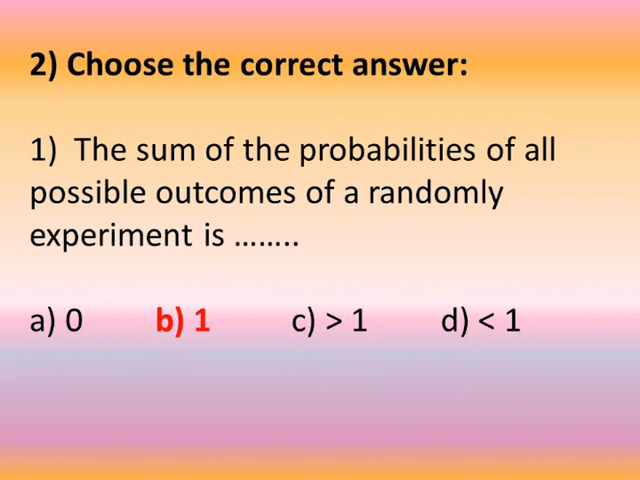 2) Choose the correct answer:
1) The sum of the probabilities of all
possible outcomes of a randomly
experiment is ……..
a) 0 b) 1 c) > 1 d) < 1